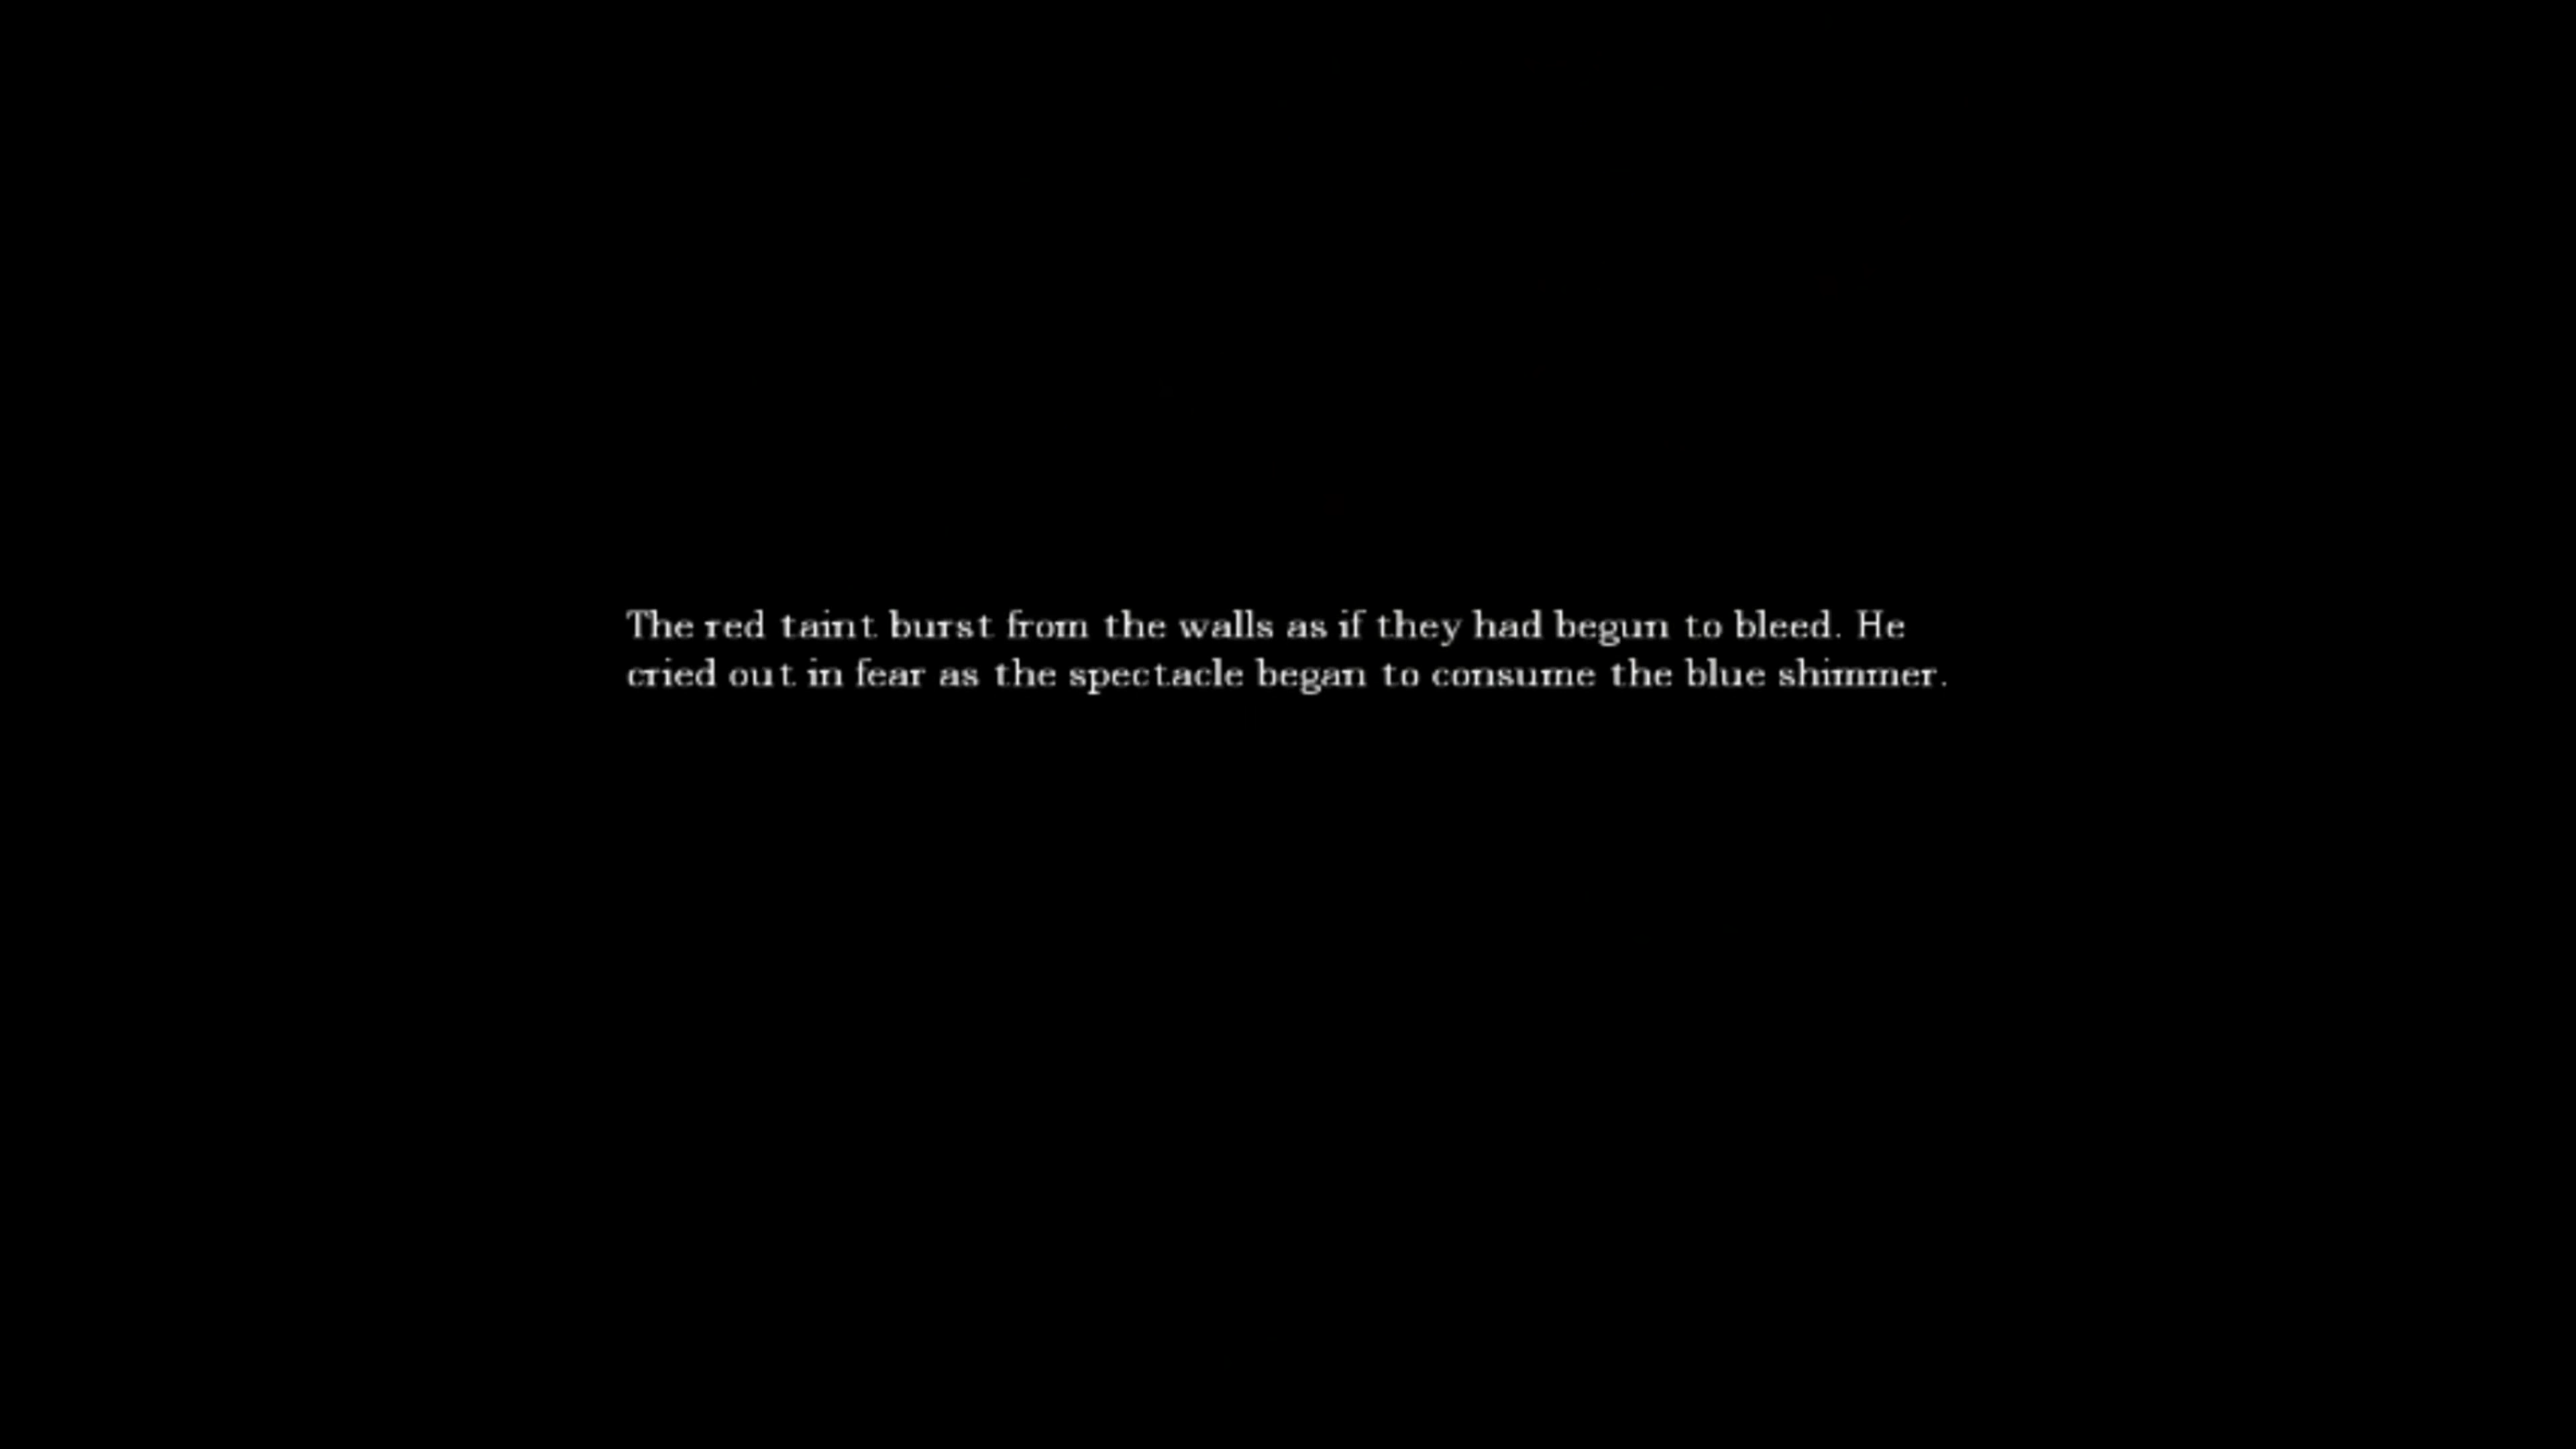 The red taint burst from the walls as if they had begun to bleed. He
cried out in fear as the spectacle began to consume the blue shimmer.